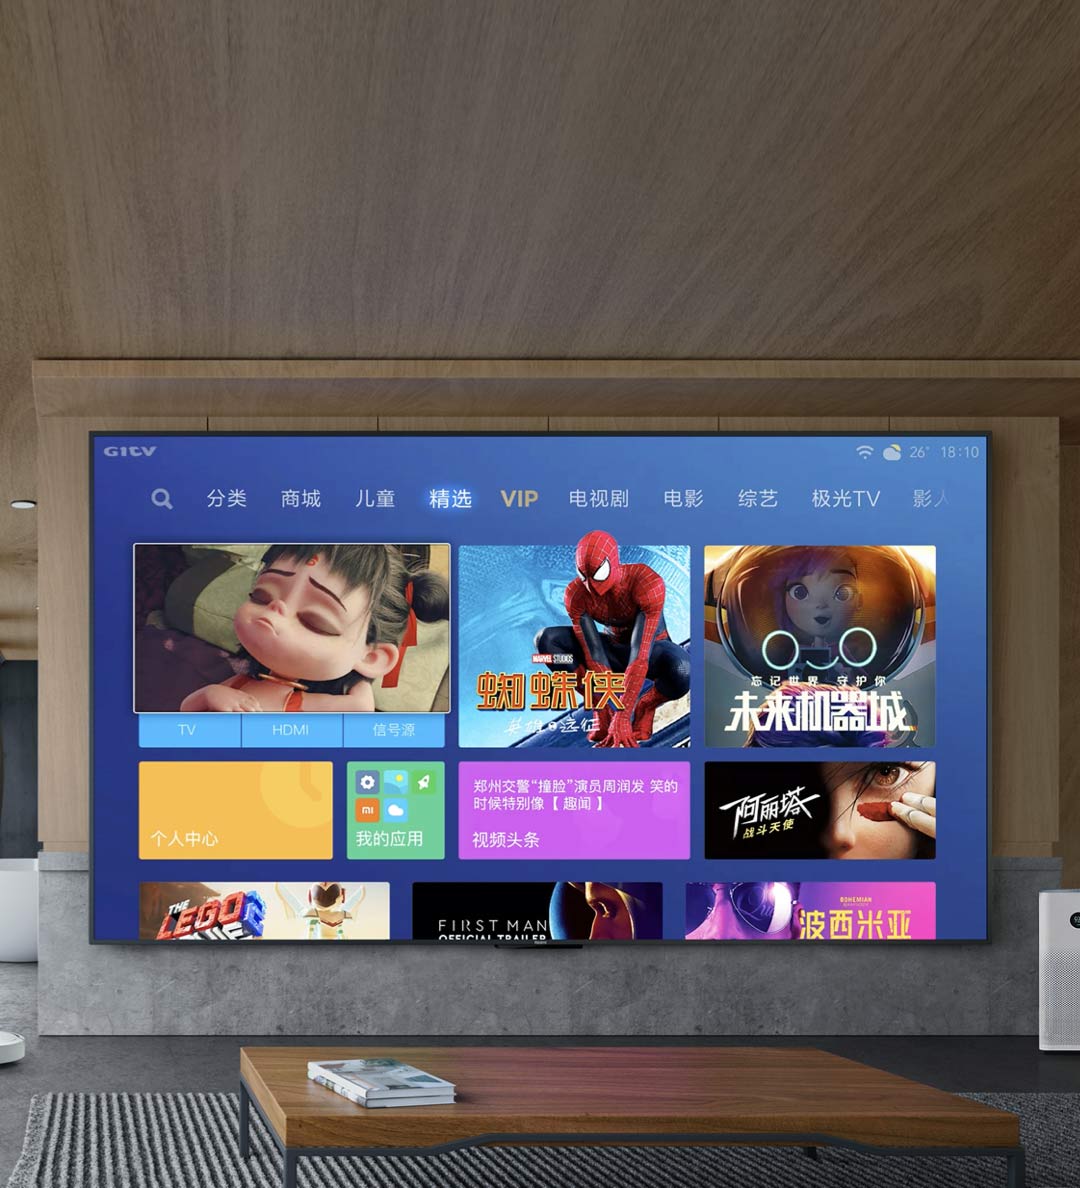 GITV
26° 18:10
分类 商城 儿童 精选 VIP 电视剧 电影 综艺 极光TV 影人
MARVEL STUDIOS
蜘蛛侠
英雄远征
忘记世界 守护你
未来机器城
TV HDMI 信号源
个人中心
mi
我的应用
郑州交警“撞脸”演员周润发 笑的
时候特别像【趣闻】
视频头条
阿丽塔
战斗天使
THE
LEGO
MOVIE
FIRST MAN
OFFICIAL TRAILER
BOHEMIAN
波西米亚